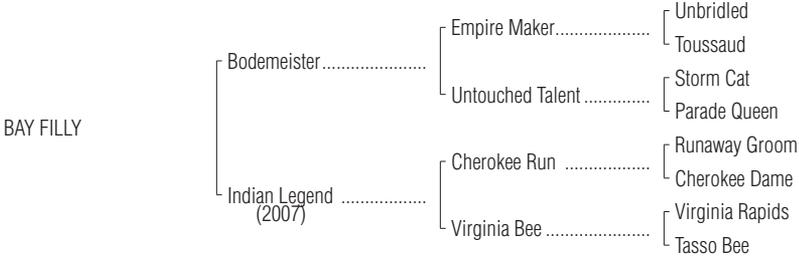 Unbridled
Empire Maker....................
Toussaud
Bodemeister......................
Storm Cat
Untouched Talent ..............
Parade Queen
BAY FILLY
Runaway Groom
Cherokee Run ..................
Cherokee Dame
Indian Legend ..................
(2007)
Virginia Rapids
Virginia Bee ......................
Tasso Bee